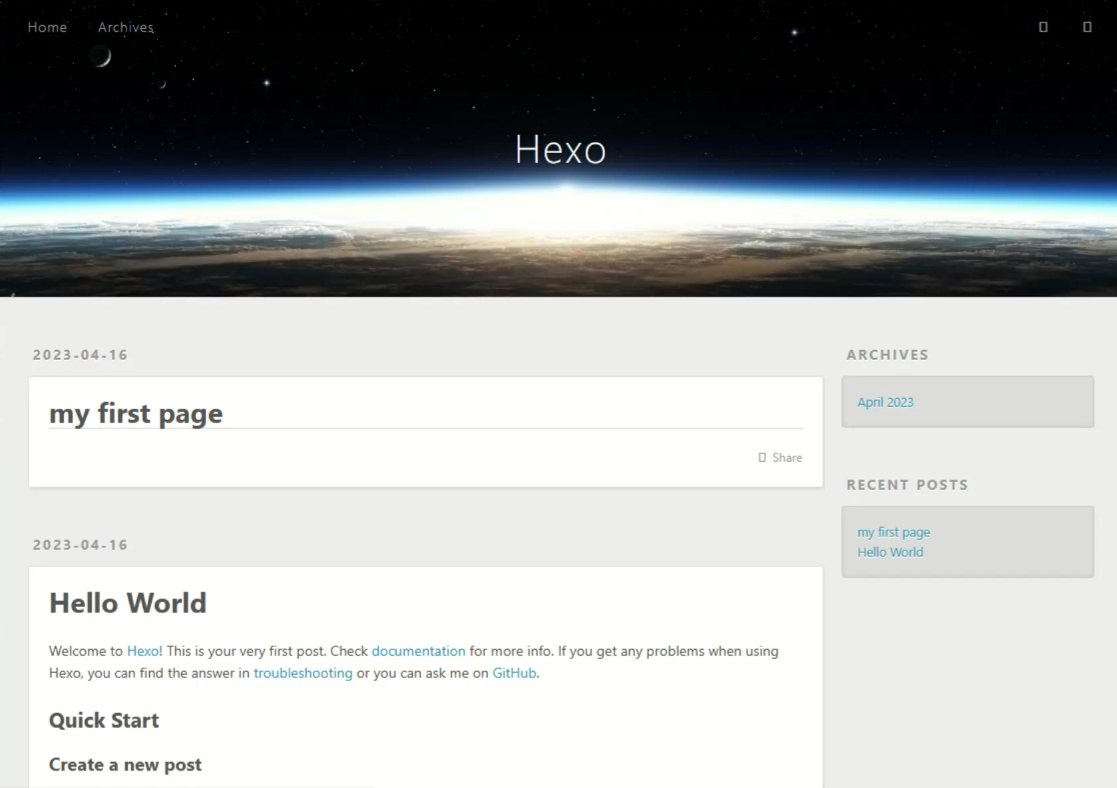 Home Archives
Hexo
2023-04-16
my first page
Share
2023-04-16
Hello World
Welcome to Hexo! This is your very first post. Check documentation for more info. If you get any problems when using
Hexo, you can find the answer in troubleshooting or you can ask me on GitHub.
Quick Start
Create a new post
ARCHIVES
April 2023
RECENT POSTS
my first page
Hello World